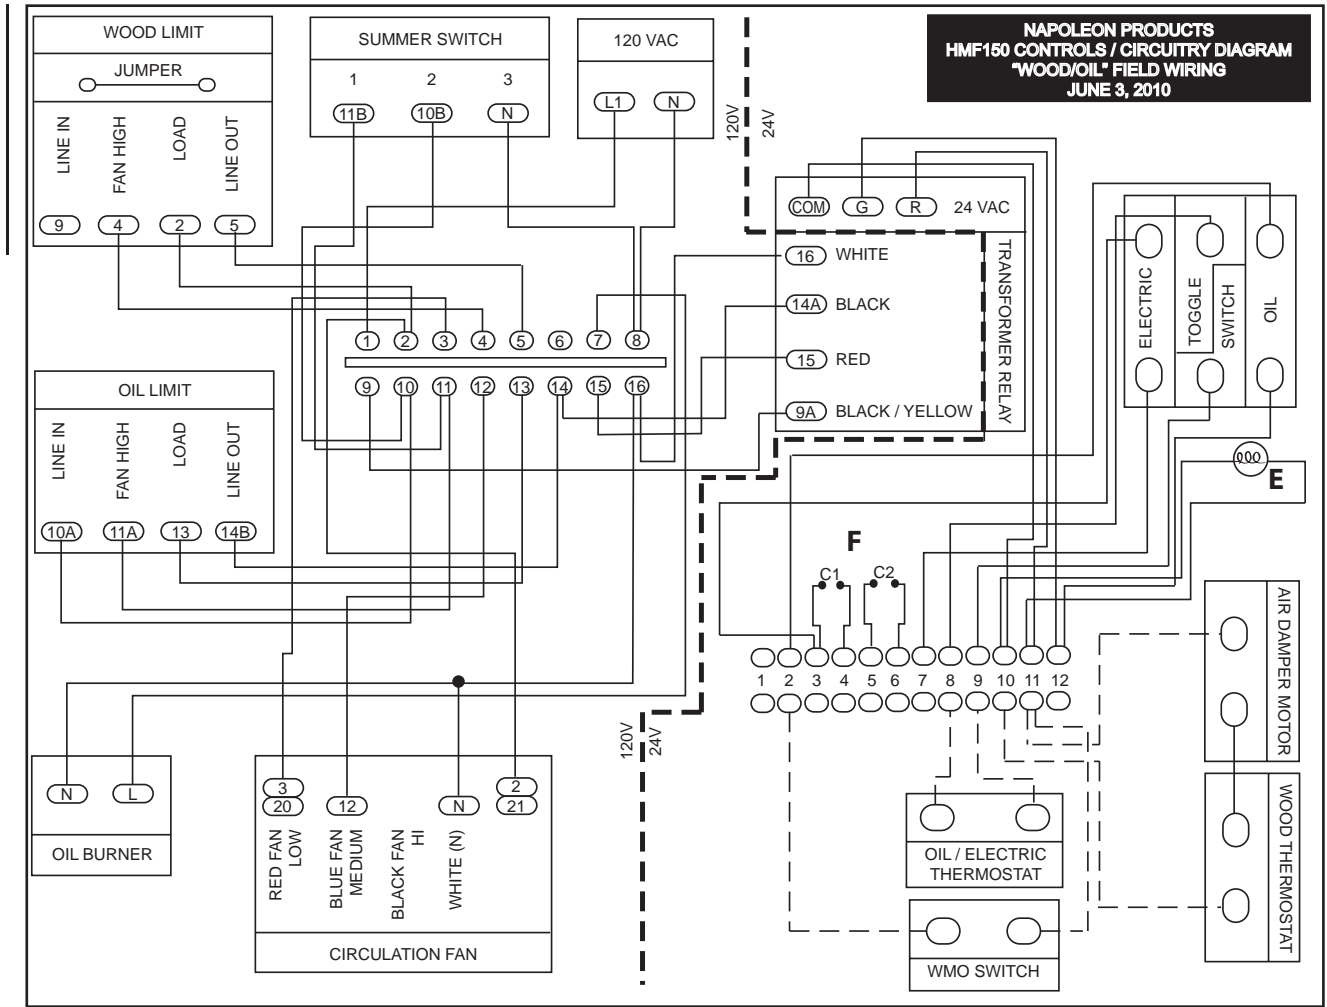 NAPOLEON PRODUCTS
HMF150 CONTROLS / CIRCUITRY DIAGRAM
“WOOD/OIL” FIELD WIRING
JUNE 3, 2010
WOOD LIMIT
JUMPER
LINE IN
FAN HIGH
LOAD
LINE OUT
9
4
2
5
SUMMER SWITCH
1 2 3
11B 10B N
120 VAC
L1 N
120V
24V
COM G R 24 VAC
16 WHITE
14A BLACK
15 RED
9A BLACK / YELLOW
TRANSFORMER RELAY
ELECTRIC
TOGGLE
SWITCH
OIL
1 2 3 4 5 6 7 8
9 10 11 12 13 14 15 16
OIL LIMIT
LINE IN
FAN HIGH
LOAD
LINE OUT
10A 11A 13 14B
E
F
C1 C2
1 2 3 4 5 6 7 8 9 10 11 12
120V
24V
N L
OIL BURNER
3
20
12
N
2
21
RED FAN
LOW
BLUE FAN
MEDIUM
BLACK FAN
HI
WHITE (N)
CIRCULATION FAN
OIL / ELECTRIC
THERMOSTAT
WMO SWITCH
AIR DAMPER MOTOR
WOOD THERMOSTAT